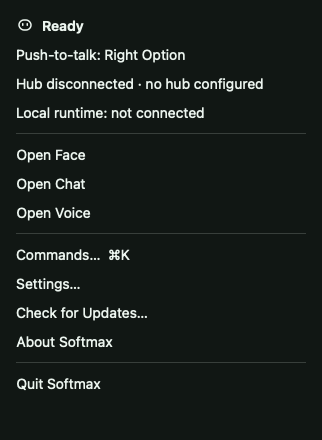 Ready
Push-to-talk: Right Option
Hub disconnected · no hub configured
Local runtime: not connected
Open Face
Open Chat
Open Voice
Commands... ⌘K
Settings...
Check for Updates...
About Softmax
Quit Softmax